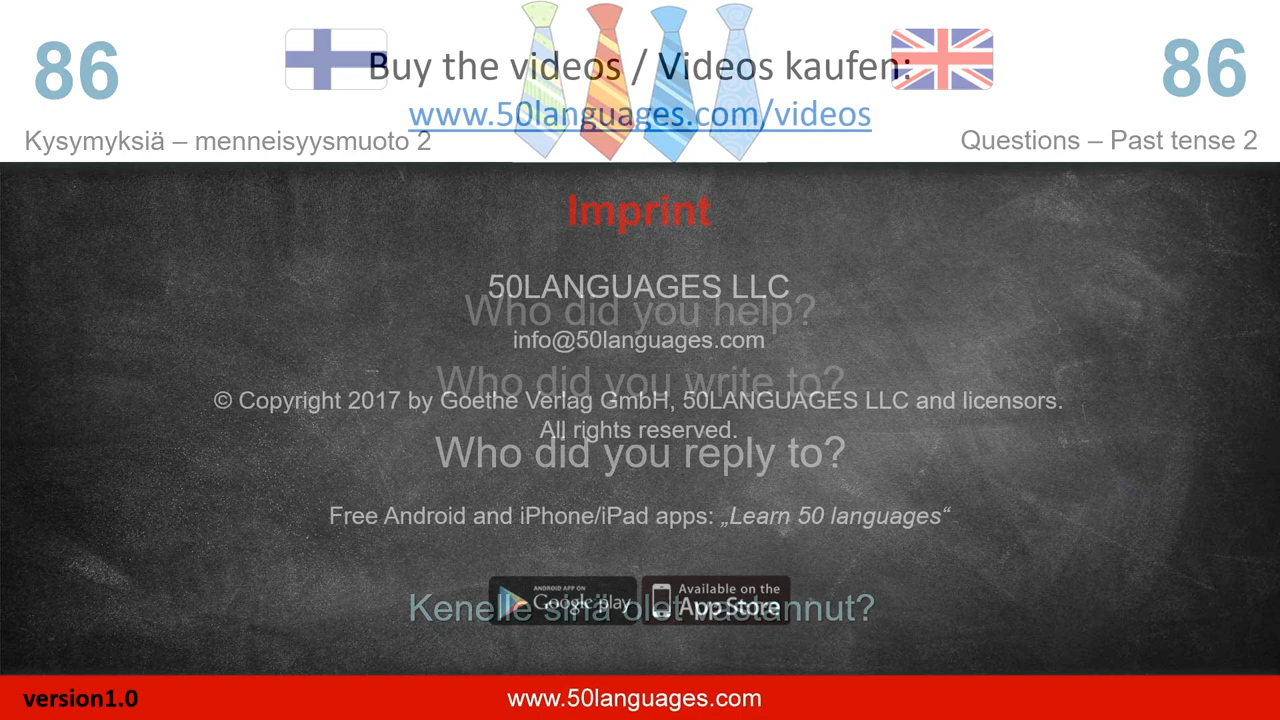 86
Buy the videos / Videos kaufen:
86
www.50languages.com/videos
Kysymyksiä – menneisyysmuoto 2
Questions – Past tense 2
Imprint
50LANGUAGES LLC
Who did you help?
info@50languages.com
Who did you write to?
© Copyright 2017 by Goethe Verlag GmbH, 50LANGUAGES LLC and licensors.
All rights reserved.
Who did you reply to?
Free Android and iPhone/iPad apps: „Learn 50 languages“
ANDROID APP ON
Google play
Available on the
App Store
Kenelle sinä olet vastannut?
version1.0
www.50languages.com